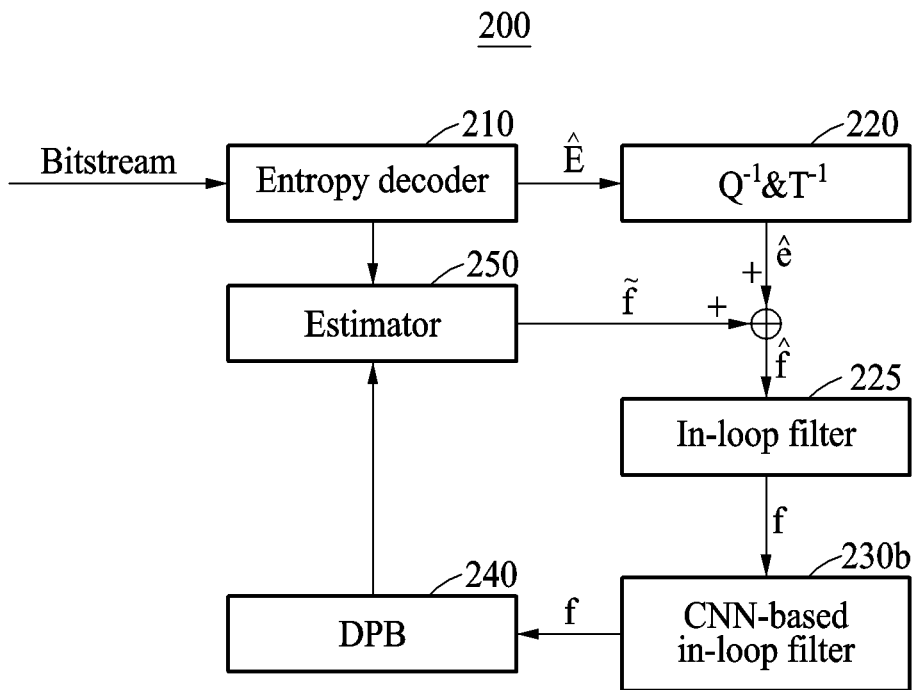 200
210
220
Bitstream
Entropy decoder
Ê
Q⁻¹&T⁻¹
250
ê
+
Estimator
f̃
+
f̂
225
In-loop filter
f
240
230b
DPB
f
CNN-based
in-loop filter